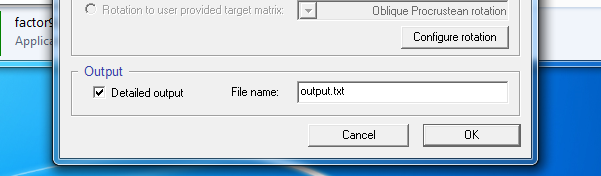 factor9
Applica
Rotation to user provided target matrix:
Oblique Procrustean rotation
Configure rotation
Output
Detailed output
File name:
output.txt
Cancel
OK